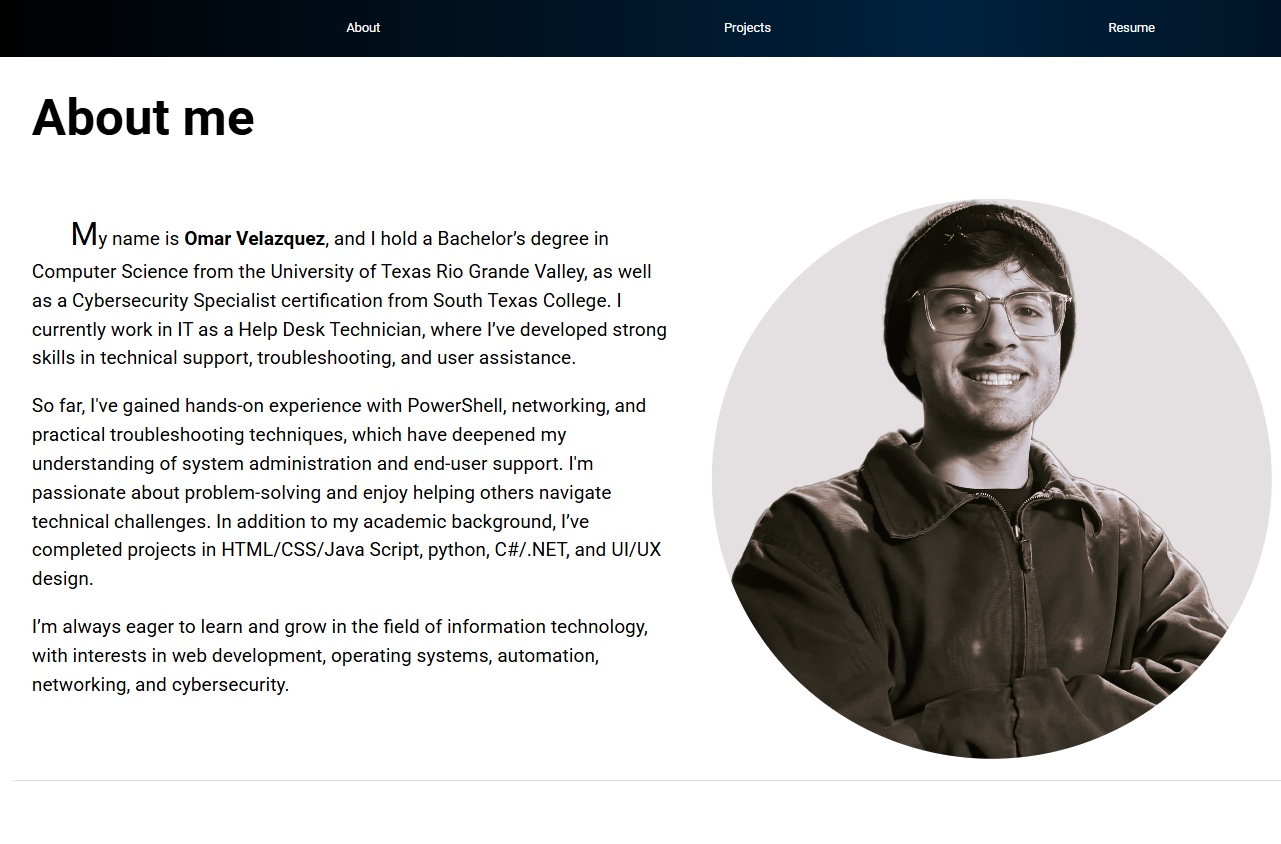 About
Projects
Resume
About me
My name is Omar Velazquez, and I hold a Bachelor’s degree in
Computer Science from the University of Texas Rio Grande Valley, as well
as a Cybersecurity Specialist certification from South Texas College. I
currently work in IT as a Help Desk Technician, where I’ve developed strong
skills in technical support, troubleshooting, and user assistance.
So far, I've gained hands-on experience with PowerShell, networking, and
practical troubleshooting techniques, which have deepened my
understanding of system administration and end-user support. I'm
passionate about problem-solving and enjoy helping others navigate
technical challenges. In addition to my academic background, I’ve
completed projects in HTML/CSS/Java Script, python, C#/.NET, and UI/UX
design.
I’m always eager to learn and grow in the field of information technology,
with interests in web development, operating systems, automation,
networking, and cybersecurity.